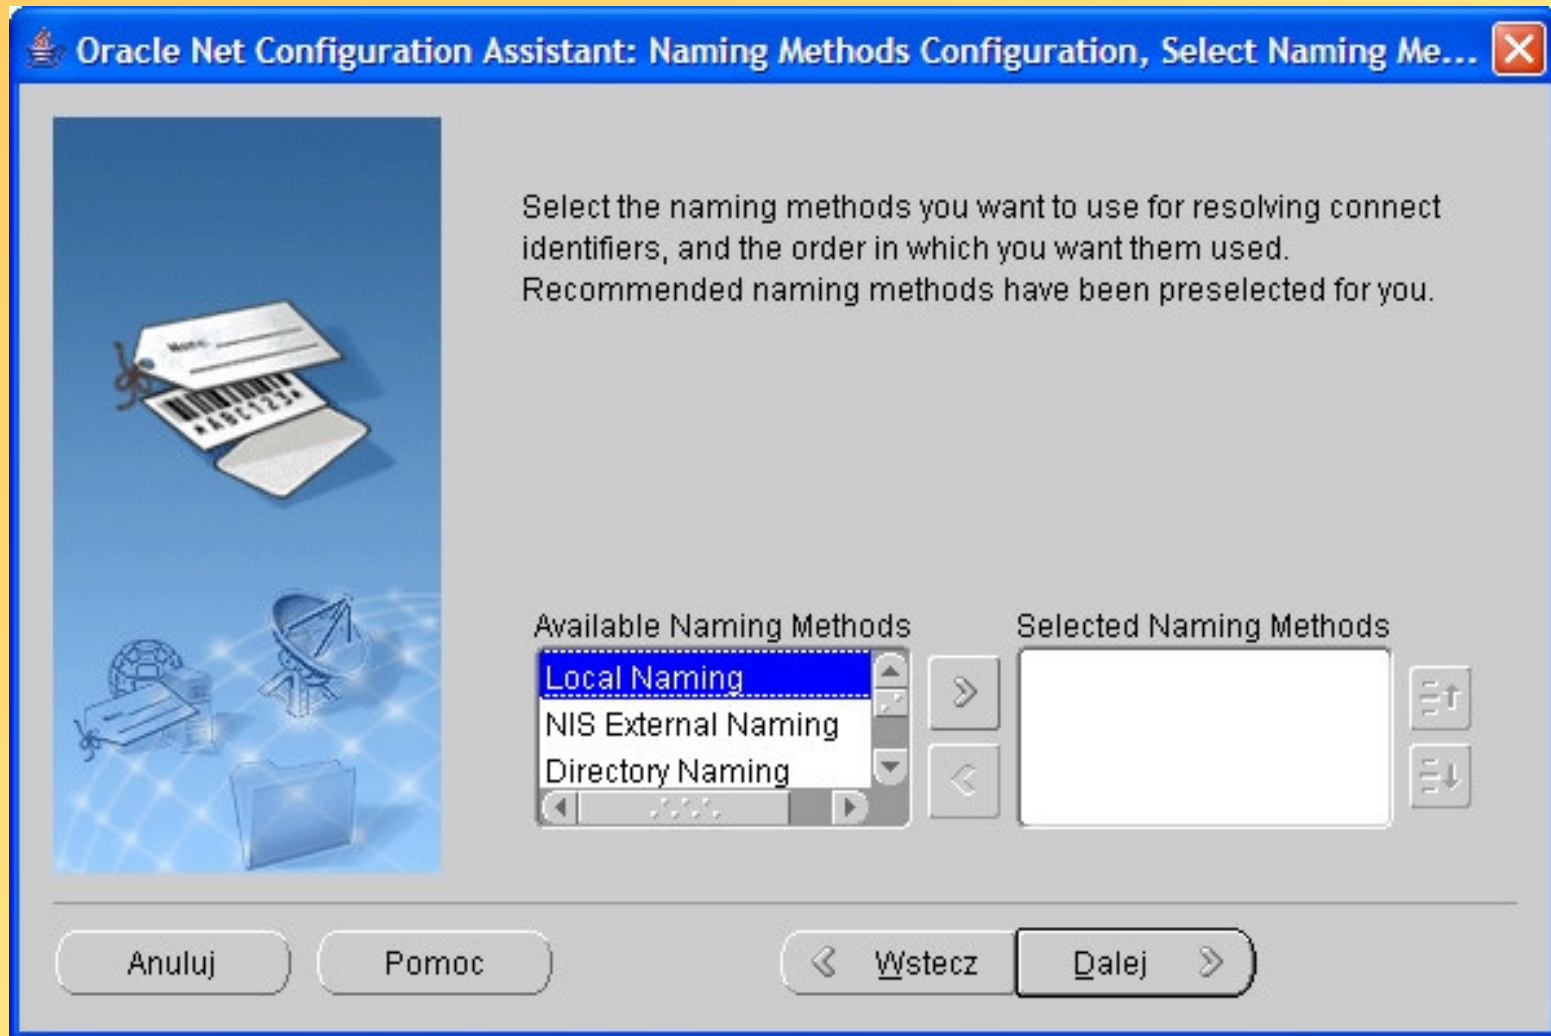 Oracle Net Configuration Assistant: Naming Methods Configuration, Select Naming Me...
Select the naming methods you want to use for resolving connect
identifiers, and the order in which you want them used.
Recommended naming methods have been preselected for you.
Name:
*ABC123A
Available Naming Methods
Selected Naming Methods
Local Naming
NIS External Naming
Directory Naming
Anuluj
Pomoc
Wstecz
Dalej